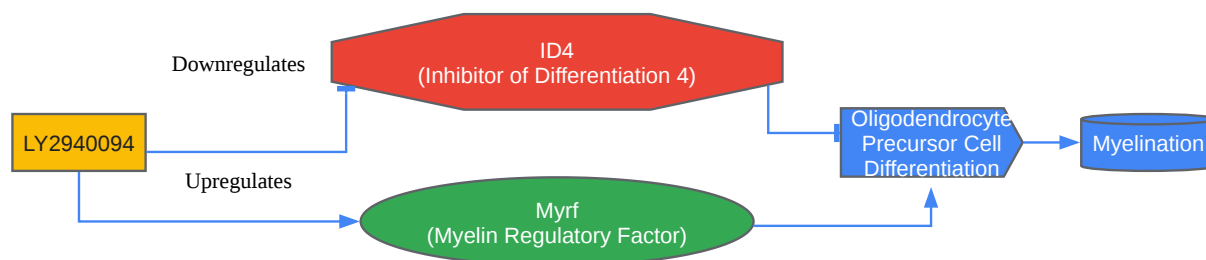 Downregulates
ID4
(Inhibitor of Differentiation 4)
LY2940094
Oligodendrocyte
Precursor Cell
Differentiation
Myelination
Upregulates
Myrf
(Myelin Regulatory Factor)